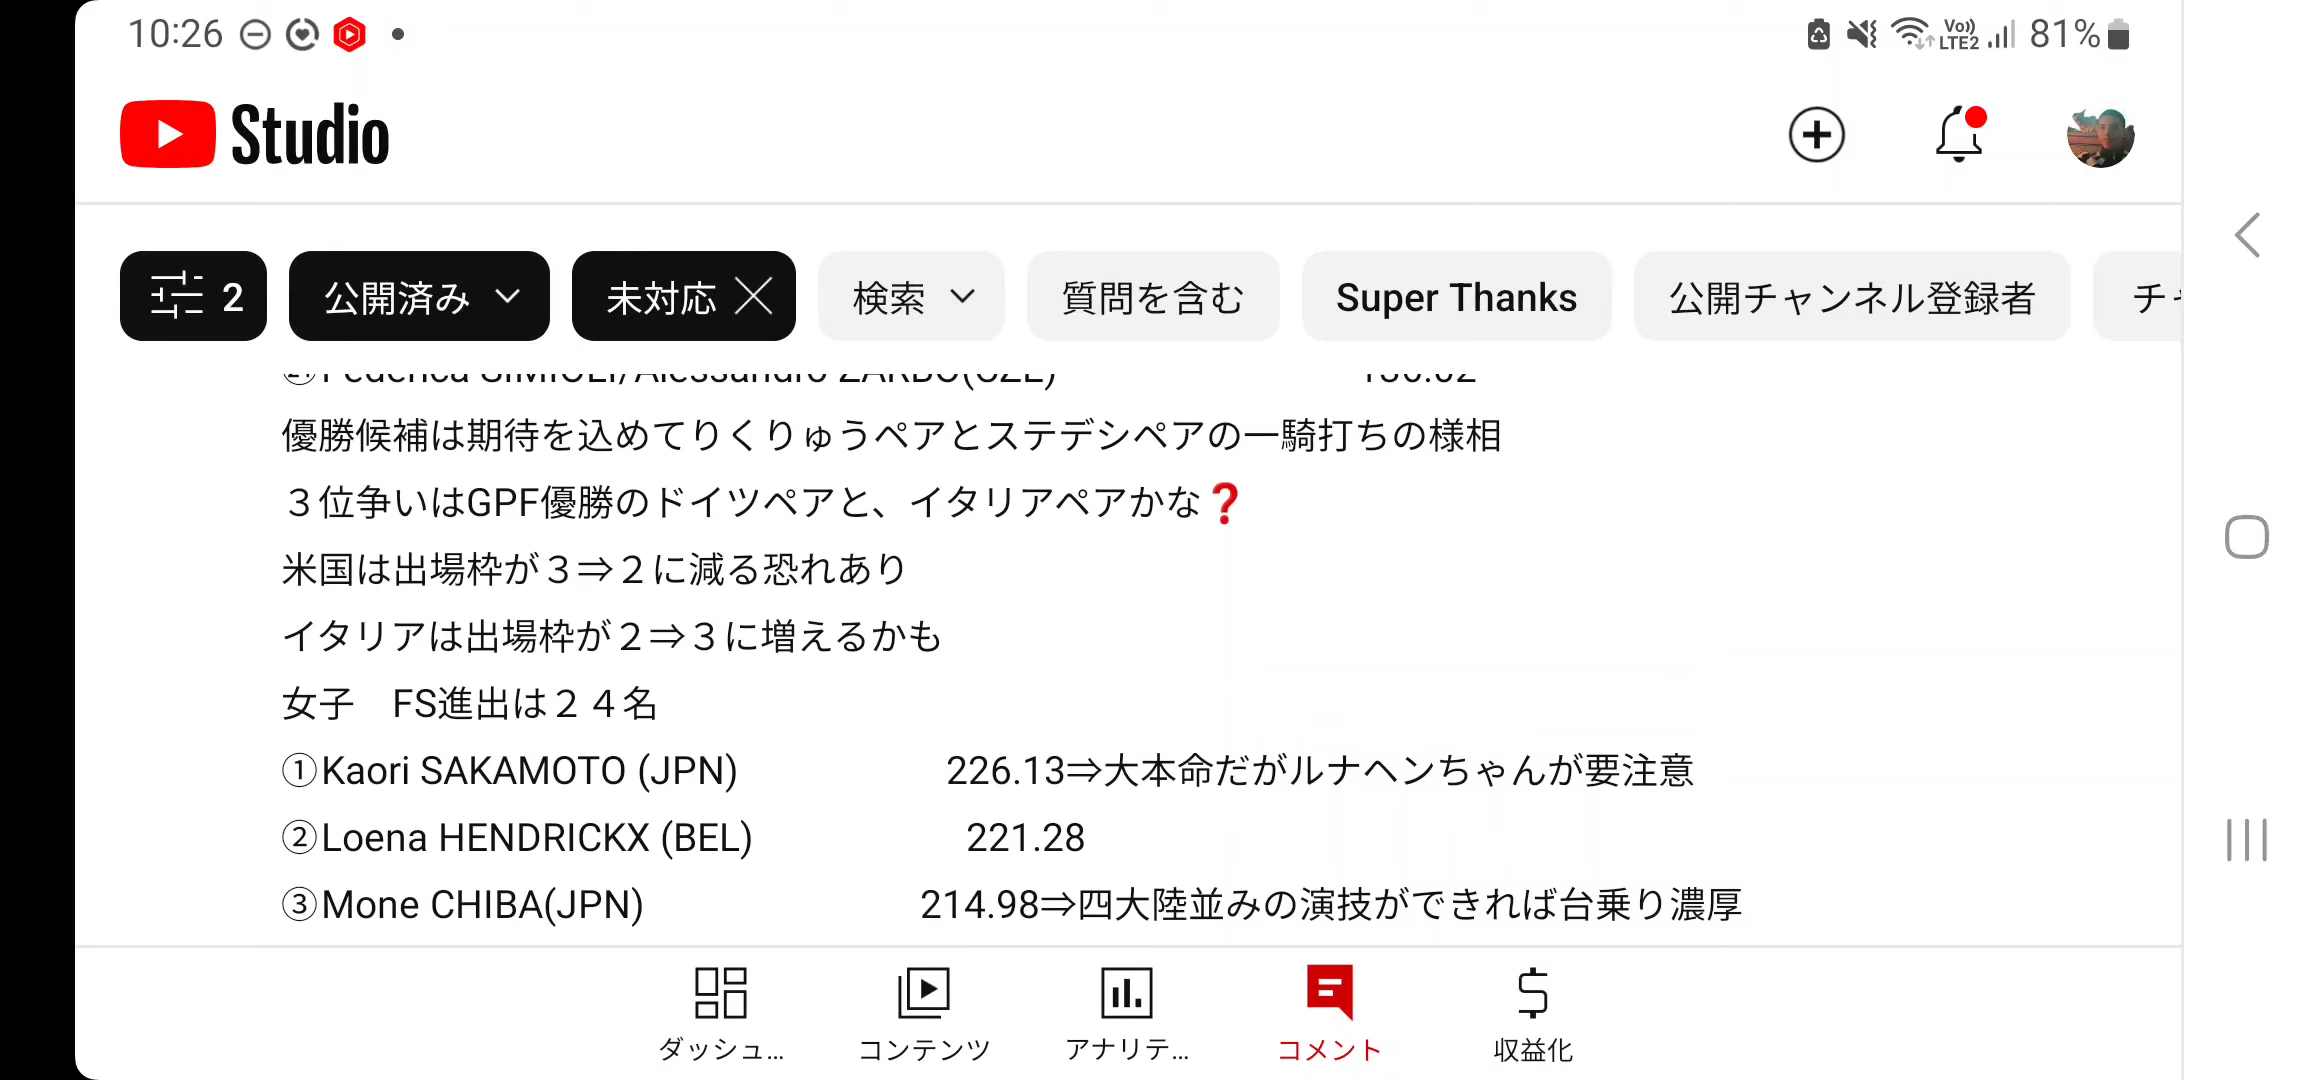 10:26
Vo)) LTE2 81%
Studio
2 公開済み 未対応 検索 質問を含む Super Thanks 公開チャンネル登録者
優勝候補は期待を込めてりくりゅうペアとステデシペアの一騎打ちの様相
３位争いはGPF優勝のドイツペアと、イタリアペアかな❓
米国は出場枠が３⇒２に減る恐れあり
イタリアは出場枠が２⇒３に増えるかも
女子　FS進出は２４名
①Kaori SAKAMOTO (JPN) 226.13⇒大本命だがルナヘンちゃんが要注意
②Loena HENDRICKX (BEL) 221.28
③Mone CHIBA(JPN) 214.98⇒四大陸並みの演技ができれば台乗り濃厚
ダッシュ... コンテンツ アナリテ... コメント 収益化